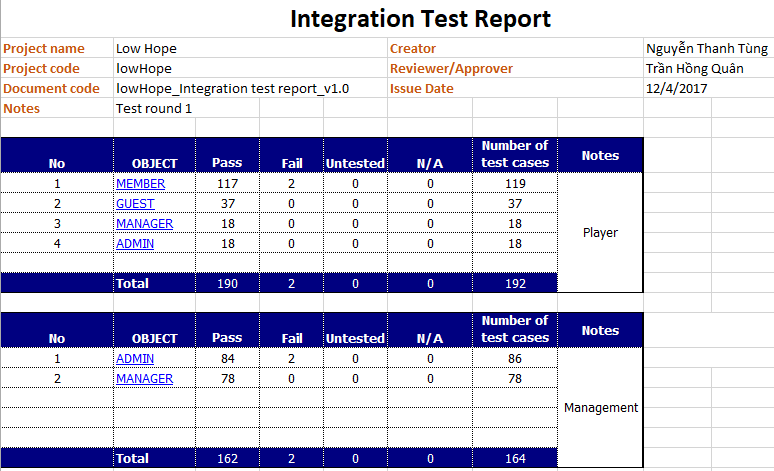 Integration Test Report
Project name Low Hope Creator Nguyễn Thanh Tùng
Project code lowHope Reviewer/Approver Trần Hồng Quân
Document code lowHope_Integration test report_v1.0 Issue Date 12/4/2017
Notes Test round 1
No OBJECT Pass Fail Untested N/A Number of test cases Notes
1 MEMBER 117 2 0 0 119
2 GUEST 37 0 0 0 37
3 MANAGER 18 0 0 0 18
Player
4 ADMIN 18 0 0 0 18
Total 190 2 0 0 192
No OBJECT Pass Fail Untested N/A Number of test cases Notes
1 ADMIN 84 2 0 0 86
2 MANAGER 78 0 0 0 78
Management
Total 162 2 0 0 164